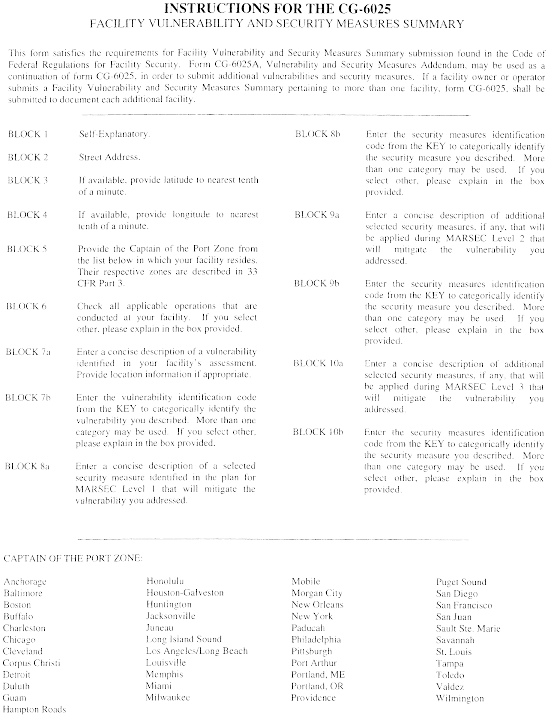 INSTRUCTIONS FOR THE CG-6025
FACILITY VULNERABILITY AND SECURITY MEASURES SUMMARY
This form satisfies the requirements for Facility Vulnerability and Security Measures Summary submission found in the Code of
Federal Regulations for Facility Security. Form CG-6025A, Vulnerability and Security Measures Addendum, may be used as a
continuation of form CG-6025, in order to submit additional vulnerabilities and security measures. If a facility owner or operator
submits a Facility Vulnerability and Security Measures Summary pertaining to more than one facility, form CG-6025, shall be
submitted to document each additional facility.
BLOCK 1 Self-Explanatory.
BLOCK 2 Street Address.
BLOCK 3 If available, provide latitude to nearest tenth
of a minute.
BLOCK 4 If available, provide longitude to nearest
tenth of a minute.
BLOCK 5 Provide the Captain of the Port Zone from
the list below in which your facility resides.
Their respective zones are described in 33
CFR Part 3.
BLOCK 6 Check all applicable operations that are
conducted at your facility. If you select
other, please explain in the box provided.
BLOCK 7a Enter a concise description of a vulnerability
identified in your facility's assessment.
Provide location information if appropriate.
BLOCK 7b Enter the vulnerability identification code
from the KEY to categorically identify the
vulnerability you described. More than one
category may be used. If you select other,
please explain in the box provided.
BLOCK 8a Enter a concise description of a selected
security measure identified in the plan for
MARSEC Level 1 that will mitigate the
vulnerability you addressed.
BLOCK 8b Enter the security measures identification
code from the KEY to categorically identify
the security measure you described. More
than one category may be used. If you
select other, please explain in the box
provided.
BLOCK 9a Enter a concise description of additional
selected security measures, if any, that will
be applied during MARSEC Level 2 that
will mitigate the vulnerability you
addressed.
BLOCK 9b Enter the security measures identification
code from the KEY to categorically identify
the security measure you described. More
than one category may be used. If you
select other, please explain in the box
provided.
BLOCK 10a Enter a concise description of additional
selected security measures, if any, that will
be applied during MARSEC Level 3 that
will mitigate the vulnerability you
addressed.
BLOCK 10b Enter the security measures identification
code from the KEY to categorically identify
the security measure you described. More
than one category may be used. If you
select other, please explain in the box
provided.
CAPTAIN OF THE PORT ZONE:
Anchorage
Baltimore
Boston
Buffalo
Charleston
Chicago
Cleveland
Corpus Christi
Detroit
Duluth
Guam
Hampton Roads
Honolulu
Houston-Galveston
Huntington
Jacksonville
Juneau
Long Island Sound
Los Angeles/Long Beach
Louisville
Memphis
Miami
Milwaukee
Mobile
Morgan City
New Orleans
New York
Paducah
Philadelphia
Pittsburgh
Port Arthur
Portland, ME
Portland, OR
Providence
Puget Sound
San Diego
San Francisco
San Juan
Sault Ste. Marie
Savannah
St. Louis
Tampa
Toledo
Valdez
Wilmington